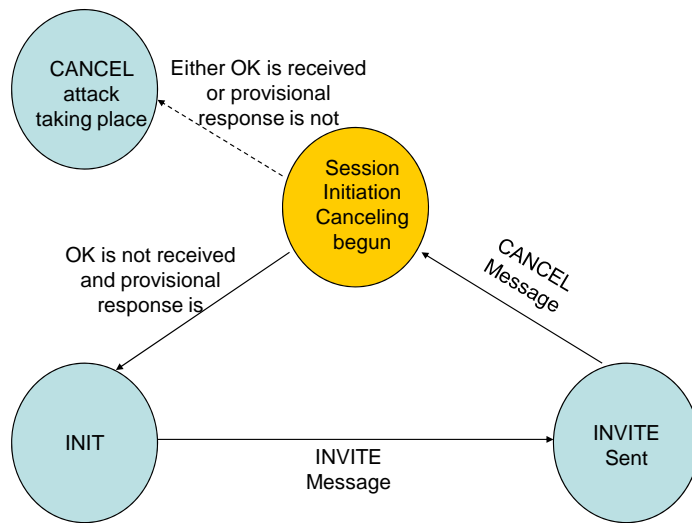 CANCEL
attack
taking place
Either OK is received
or provisional
response is not
Session
Initiation
Canceling
begun
OK is not received
and provisional
response is
CANCEL
Message
INIT
INVITE
Message
INVITE
Sent